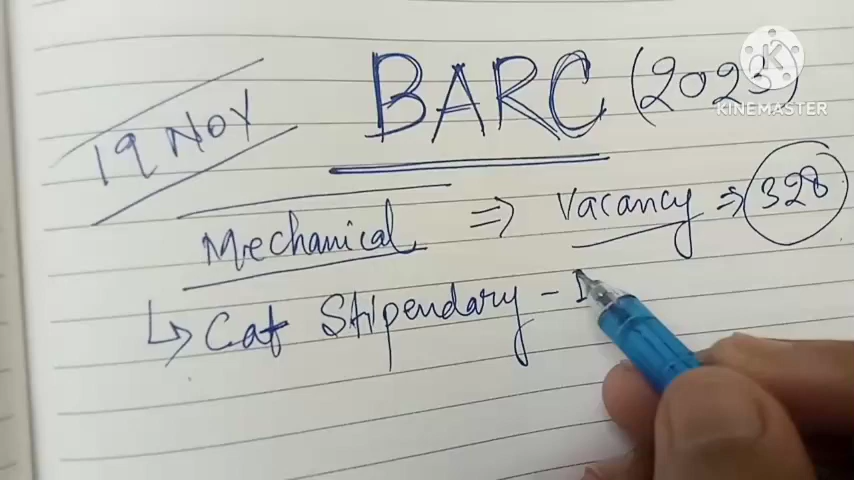 BARC (2023)
KINEMASTER
19 NOV
Mechanical ⇒ Vacancy ⇒ 328
↳ Cat Stipendary - I